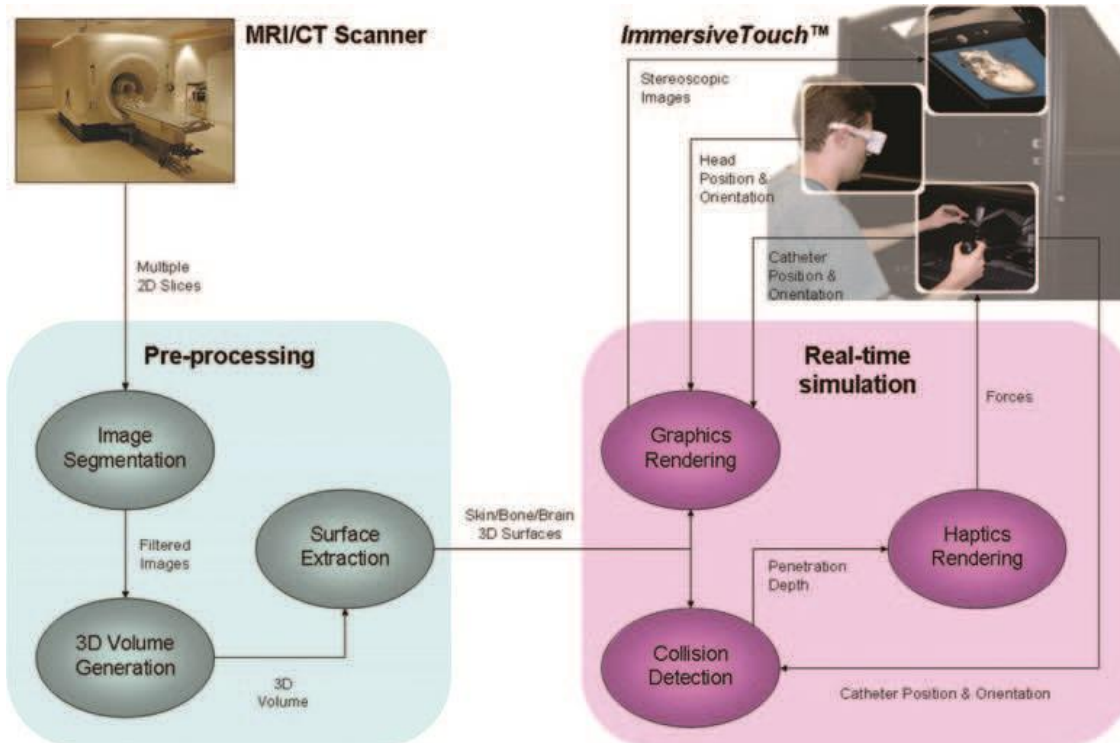 MRI/CT Scanner
ImmersiveTouch™
Stereoscopic
Images
Head
Position &
Orientation
Catheter
Position &
Orientation
Multiple
2D Slices
Pre-processing
Real-time
simulation
Image
Segmentation
Graphics
Rendering
Forces
Filtered
Images
Surface
Extraction
Skin/Bone/Brain
3D Surfaces
Haptics
Rendering
Penetration
Depth
3D Volume
Generation
3D
Volume
Collision
Detection
Catheter Position & Orientation